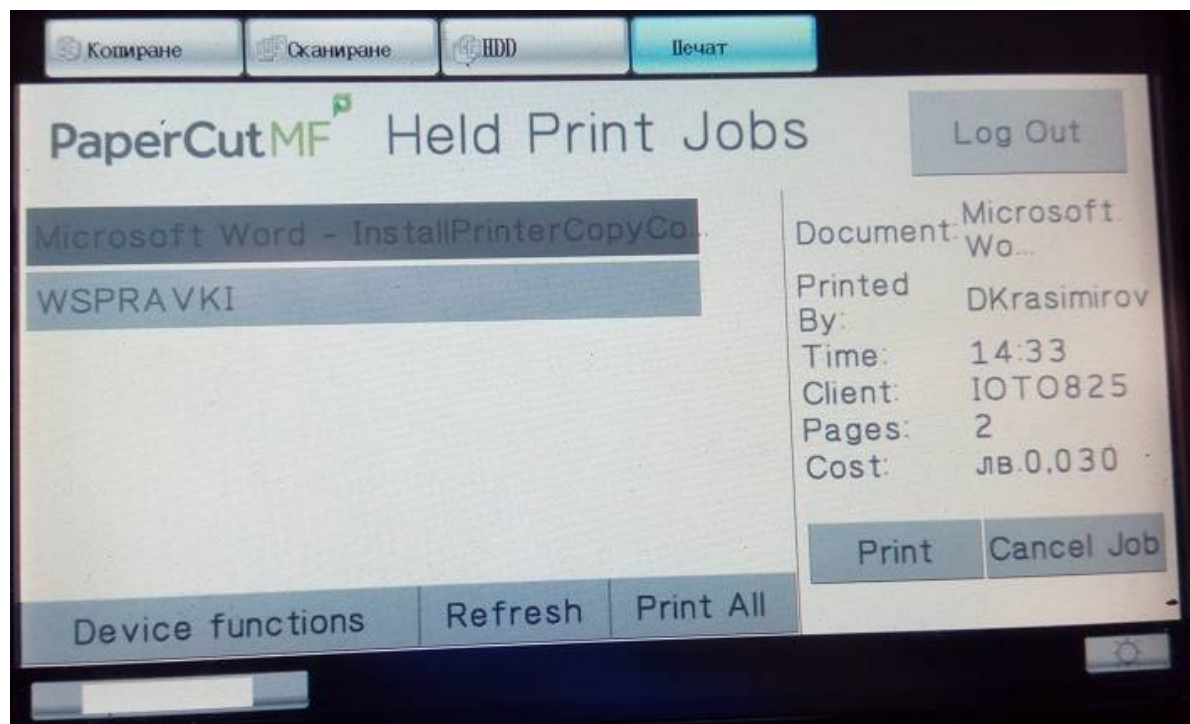 Копиране Сканиране HDD Печат
PaperCutMF Held Print Jobs Log Out
Microsoft Word - InstallPrinterCopyCo...
WSPRAVKI
Document: Microsoft Wo...
Printed By: DKrasimirov
Time: 14:33
Client: IOTO825
Pages: 2
Cost: лв.0,030
Print Cancel Job
Device functions Refresh Print All